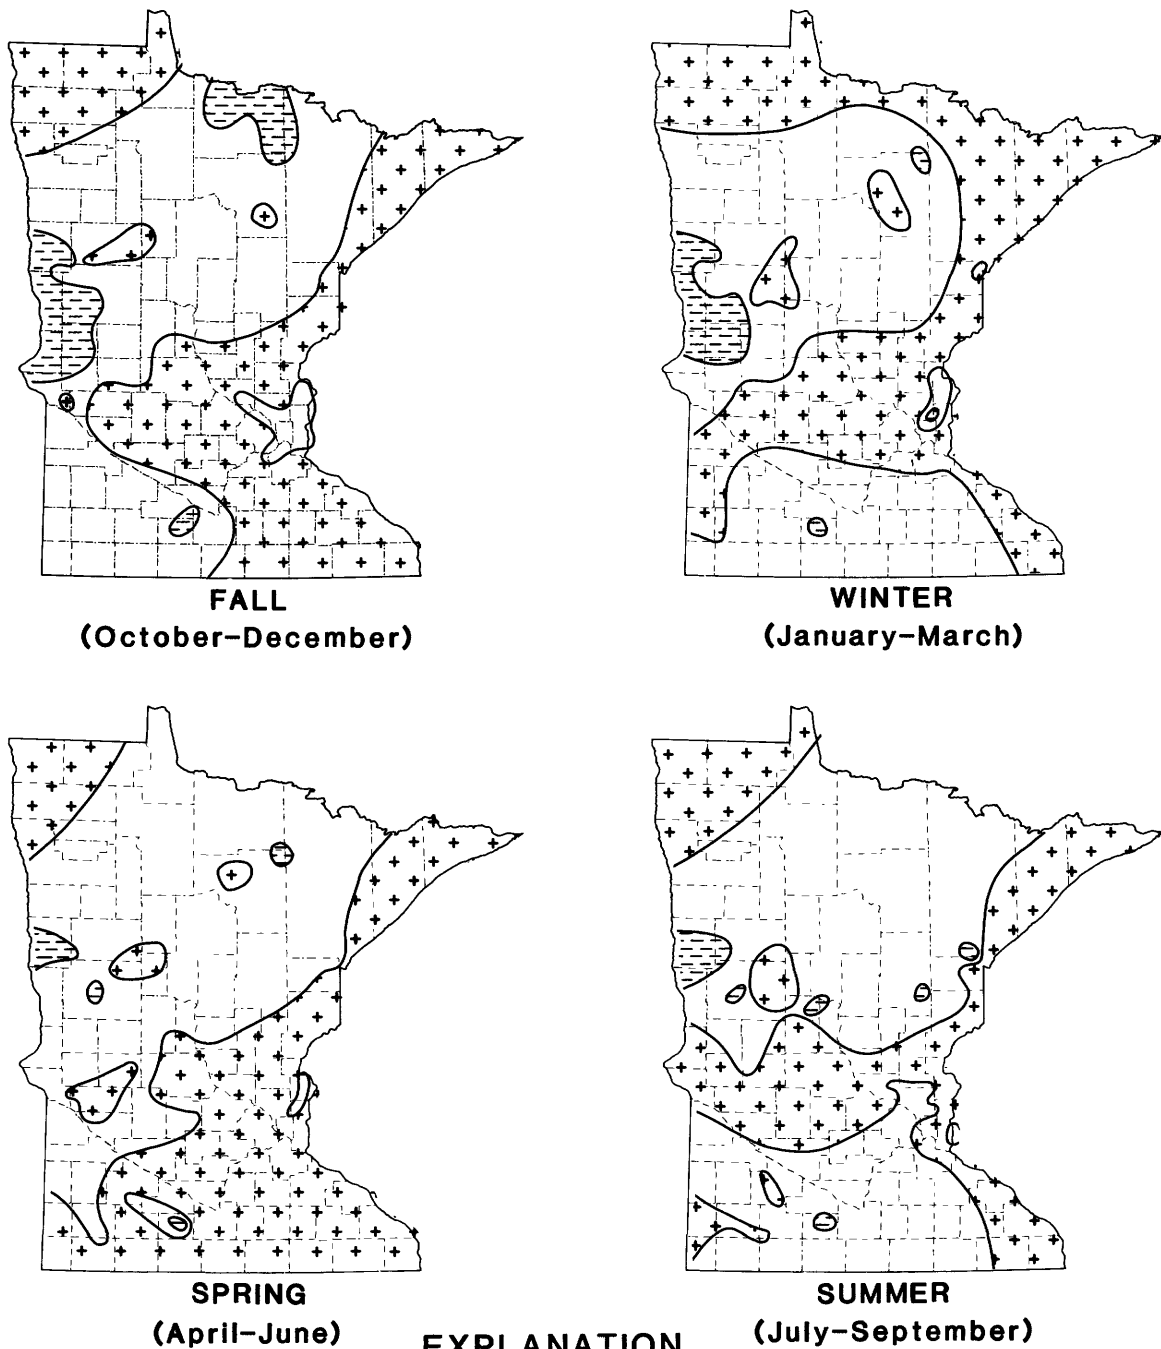 FALL
(October–December)
WINTER
(January–March)
SPRING
(April–June)
SUMMER
(July–September)
EXPLANATION